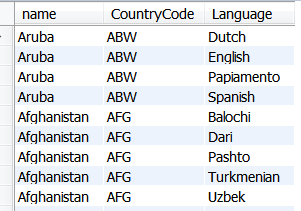 name CountryCode Language
Aruba ABW Dutch
Aruba ABW English
Aruba ABW Papiamento
Aruba ABW Spanish
Afghanistan AFG Balochi
Afghanistan AFG Dari
Afghanistan AFG Pashto
Afghanistan AFG Turkmenian
Afghanistan AFG Uzbek